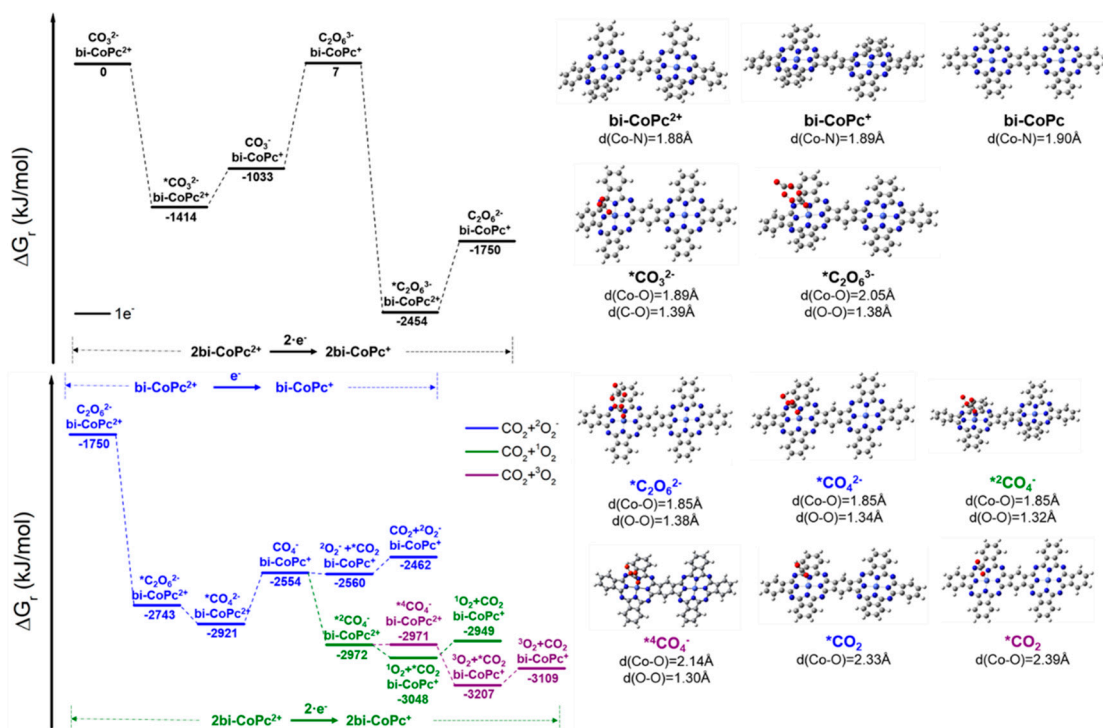 ΔGr (kJ/mol)
CO₃²⁻
bi-CoPc²⁺
0
*CO₃²⁻
bi-CoPc²⁺
-1414
CO₃⁻
bi-CoPc⁺
-1033
C₂O₆³⁻
bi-CoPc⁺
7
*C₂O₆³⁻
bi-CoPc²⁺
-2454
C₂O₆²⁻
bi-CoPc⁺
-1750
1e⁻
2bi-CoPc²⁺ 2·e⁻ 2bi-CoPc⁺
bi-CoPc²⁺
d(Co-N)=1.88Å
bi-CoPc⁺
d(Co-N)=1.89Å
bi-CoPc
d(Co-N)=1.90Å
*CO₃²⁻
d(Co-O)=1.89Å
d(C-O)=1.39Å
*C₂O₆³⁻
d(Co-O)=2.05Å
d(O-O)=1.38Å
ΔGr (kJ/mol)
bi-CoPc²⁺ e⁻ bi-CoPc⁺
C₂O₆²⁻
bi-CoPc²⁺
-1750
*C₂O₆²⁻
bi-CoPc²⁺
-2743
*CO₄²⁻
bi-CoPc²⁺
-2921
CO₄⁻
bi-CoPc⁺
-2554
²O₂⁻+*CO₂
bi-CoPc⁺
-2560
CO₂+²O₂⁻
bi-CoPc⁺
-2462
*²CO₄⁻
bi-CoPc²⁺
-2972
*⁴CO₄⁻
bi-CoPc²⁺
-2971
¹O₂+*CO₂
bi-CoPc⁺
-3048
¹O₂+CO₂
bi-CoPc⁺
-2949
³O₂+*CO₂
bi-CoPc⁺
-3207
³O₂+CO₂
bi-CoPc⁺
-3109
CO₂+²O₂⁻
CO₂+¹O₂
CO₂+³O₂
2bi-CoPc²⁺ 2·e⁻ 2bi-CoPc⁺
*C₂O₆²⁻
d(Co-O)=1.85Å
d(O-O)=1.38Å
*CO₄²⁻
d(Co-O)=1.85Å
d(O-O)=1.34Å
*²CO₄⁻
d(Co-O)=1.85Å
d(O-O)=1.32Å
*⁴CO₄⁻
d(Co-O)=2.14Å
d(O-O)=1.30Å
*CO₂
d(Co-O)=2.33Å
*CO₂
d(Co-O)=2.39Å